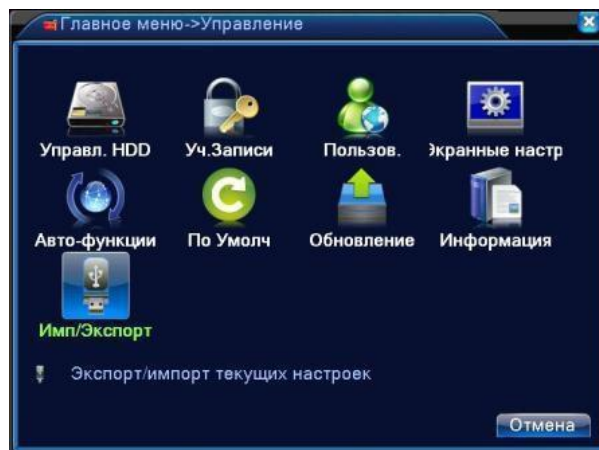 Главное меню->Управление
Управл. HDD Уч.Записи Пользов. Экранные настр
Авто-функции По Умолч Обновление Информация
Имп/Экспорт
Экспорт/импорт текущих настроек
Отмена